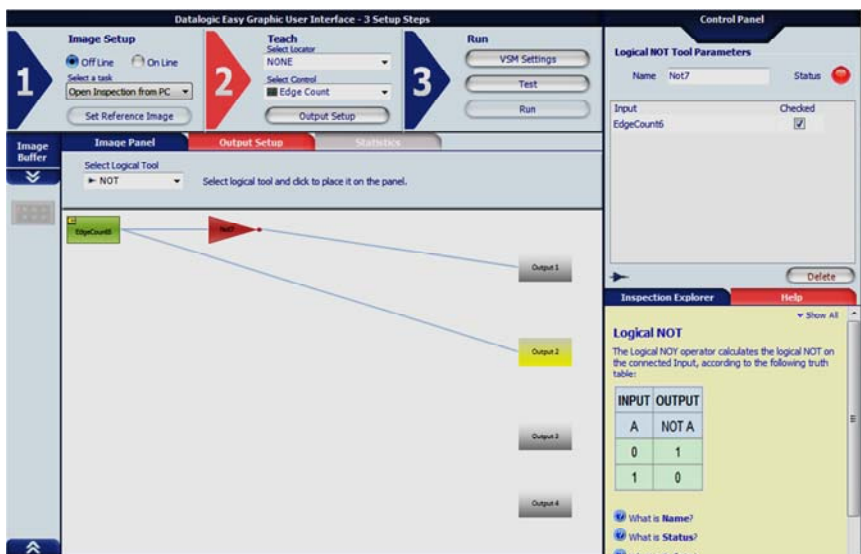 Datalogic Easy Graphic User Interface - 3 Setup Steps
1
Image Setup
Off Line
On Line
Select a task
Open Inspection from PC
Set Reference Image
2
Teach
Select Locator
NONE
Select Control
Edge Count
Output Setup
3
Run
VSM Settings
Test
Run
Image Buffer
Image Panel
Output Setup
Statistics
Select Logical Tool
NOT
Select logical tool and click to place it on the panel.
EdgeCount6
Not7
Output 1
Output 2
Output 3
Output 4
Control Panel
Logical NOT Tool Parameters
Name Not7 Status
Input Checked
EdgeCount6
Delete
Inspection Explorer
Help
Show All
Logical NOT
The Logical NOY operator calculates the logical NOT on
the connected Input, according to the following truth
table:
INPUT OUTPUT
A NOT A
0 1
1 0
What is Name?
What is Status?